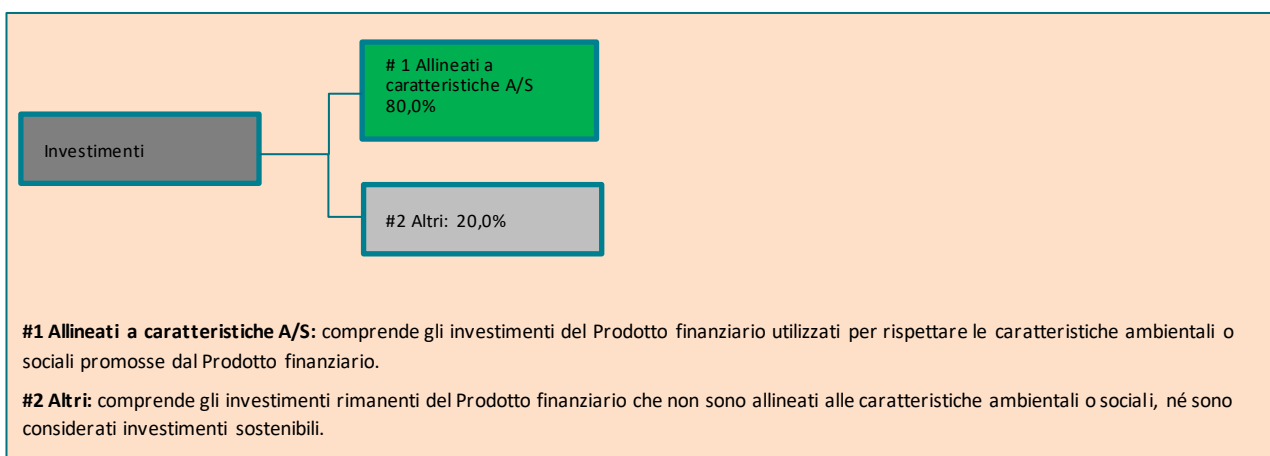 # 1 Allineati a
caratteristiche A/S
80,0%
Investimenti
#2 Altri: 20,0%
#1 Allineati a caratteristiche A/S: comprende gli investimenti del Prodotto finanziario utilizzati per rispettare le caratteristiche ambientali o
sociali promosse dal Prodotto finanziario.
#2 Altri: comprende gli investimenti rimanenti del Prodotto finanziario che non sono allineati alle caratteristiche ambientali o sociali, né sono
considerati investimenti sostenibili.